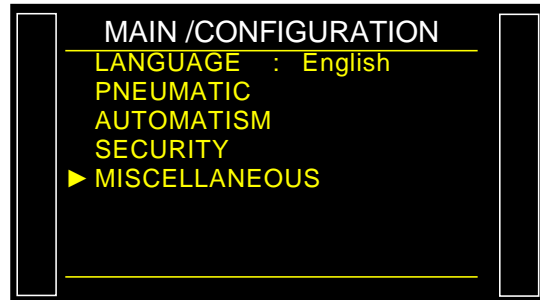 MAIN /CONFIGURATION
LANGUAGE : English
PNEUMATIC
AUTOMATISM
SECURITY
► MISCELLANEOUS